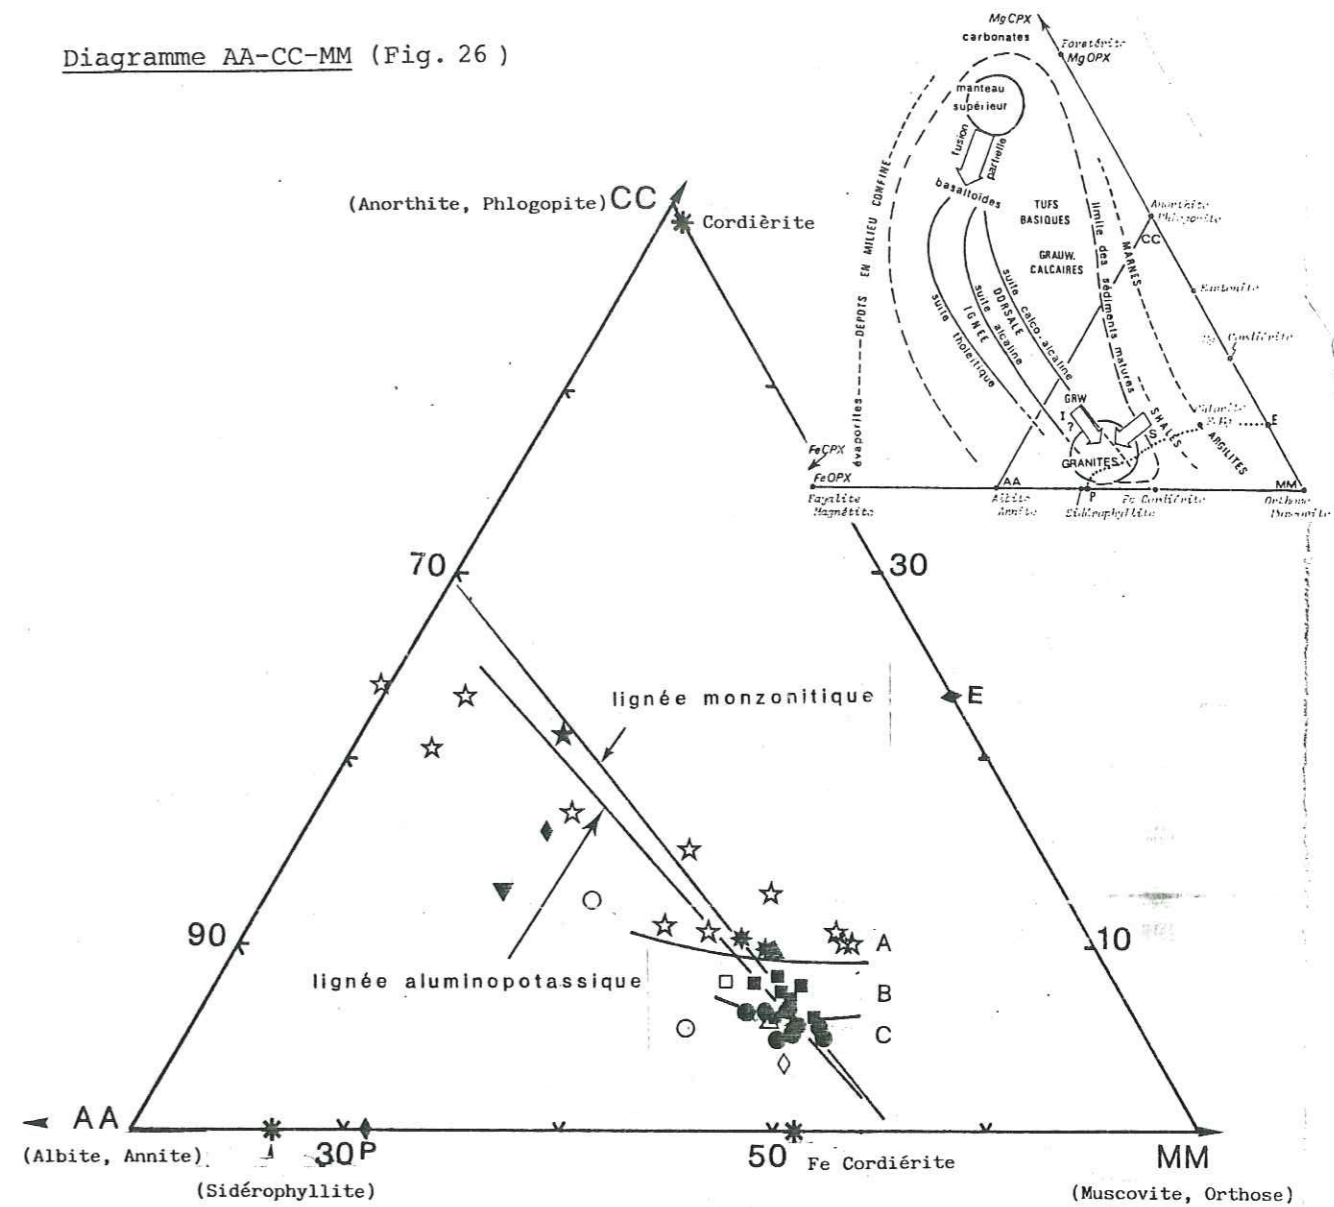 Diagramme AA-CC-MM (Fig. 26 )
MgCPX
carbonates
Forstérite
MgOPX
manteau
supérieur
fusion
partielle
basaltoïdes
TUFS
BASIQUES
GRAUW.
CALCAIRES
évaporites----DEPOTS EN MILIEU CONFINE
limite des sédiments matures
MARNES
Anorthite
Phlogopite
CC
suite tholeitique
suite alcaline
DORSALE
IGNEE
suite calco-alcaline
Cordiérite
GRW
I
?
S
SHALES
ARGILITES
E
GRANITES
FeCPX
FeOPX
Fayalite
Magnétite
AA
Albite
Annite
P
Sidérophyllite
Fe Cordiérite
MM
Orthose
Muscovite
(Anorthite, Phlogopite) CC
Cordièrite
70
30
lignée monzonitique
E
90
10
A
lignée aluminopotassique
B
C
AA
(Albite, Annite)
30 P
(Sidérophyllite)
50
Fe Cordiérite
MM
(Muscovite, Orthose)